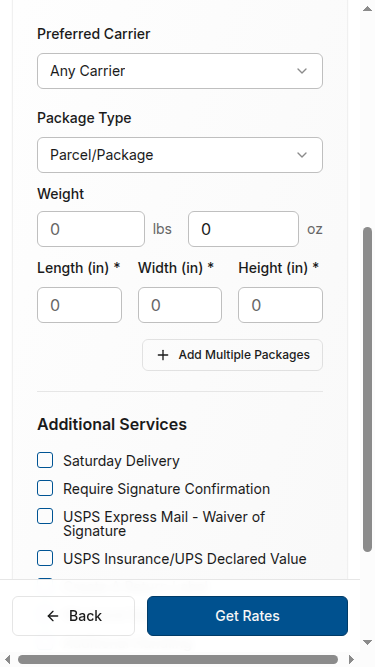 Preferred Carrier
Any Carrier
Package Type
Parcel/Package
Weight
0 lbs 0 oz
Length (in) * Width (in) * Height (in) *
0 0 0
Add Multiple Packages
Additional Services
Saturday Delivery
Require Signature Confirmation
USPS Express Mail - Waiver of
Signature
USPS Insurance/UPS Declared Value
Back Get Rates